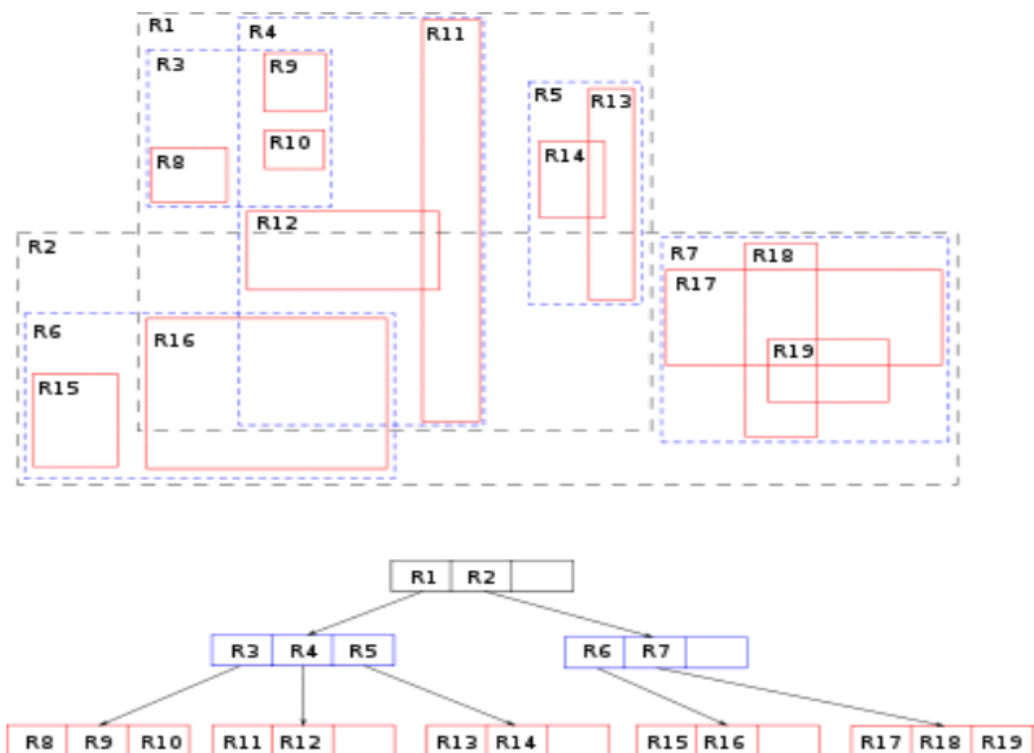 R1
R4
R11
R3
R9
R5
R13
R10
R14
R8
R12
R2
R7
R18
R17
R6
R16
R19
R15
R1 R2
R3 R4 R5
R6 R7
R8 R9 R10
R11 R12
R13 R14
R15 R16
R17 R18 R19